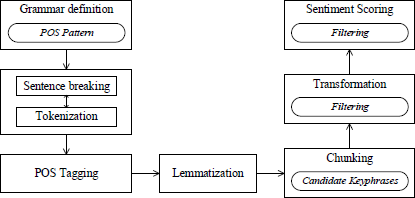 Grammar definition
POS Pattern
Sentence breaking
Tokenization
POS Tagging
Lemmatization
Chunking
Candidate Keyphrases
Transformation
Filtering
Sentiment Scoring
Filtering